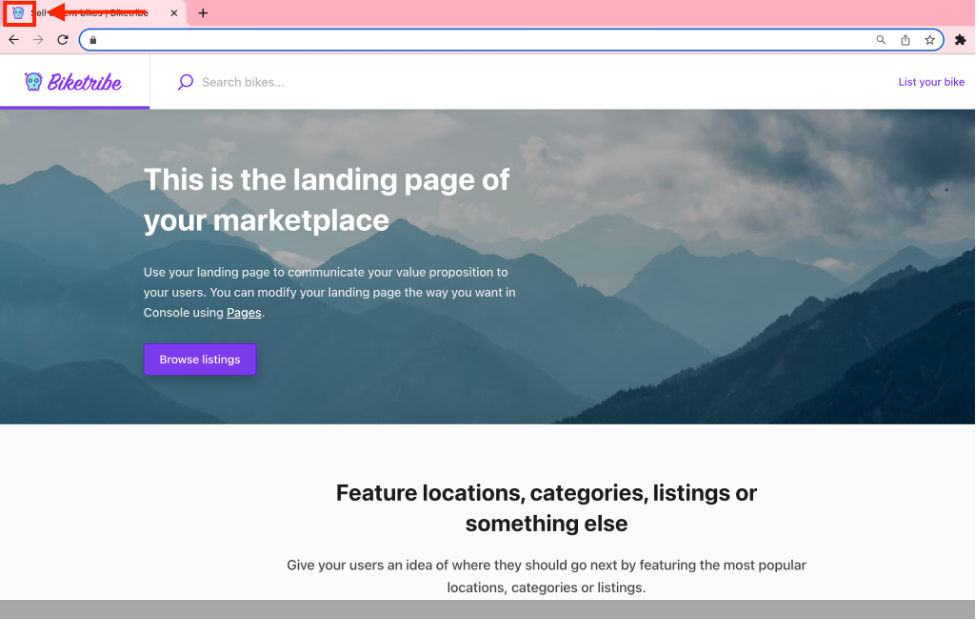 Sell ent bikes | Biketribe
Biketribe
Search bikes...
List your bike
This is the landing page of
your marketplace
Use your landing page to communicate your value proposition to
your users. You can modify your landing page the way you want in
Console using Pages.
Browse listings
Feature locations, categories, listings or
something else
Give your users an idea of where they should go next by featuring the most popular
locations, categories or listings.